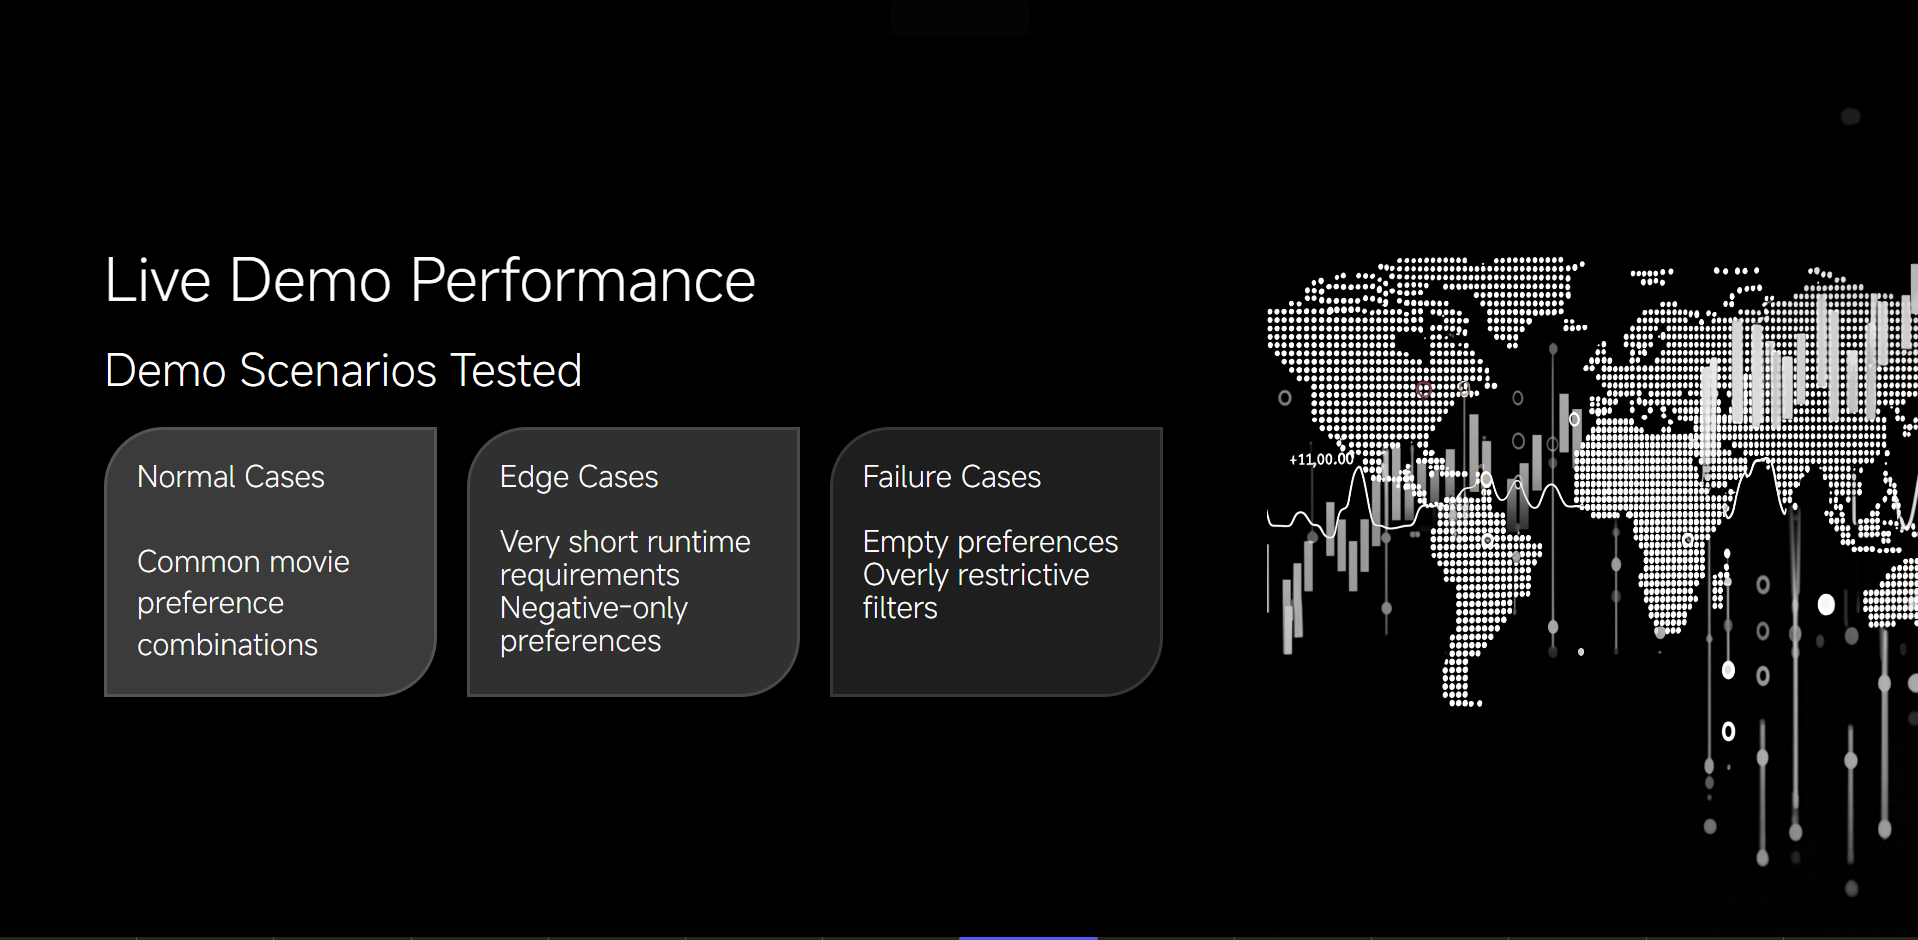 Live Demo Performance
Demo Scenarios Tested
Normal Cases
Common movie
preference
combinations
Edge Cases
Very short runtime
requirements
Negative-only
preferences
Failure Cases
Empty preferences
Overly restrictive
filters
+11,00.00